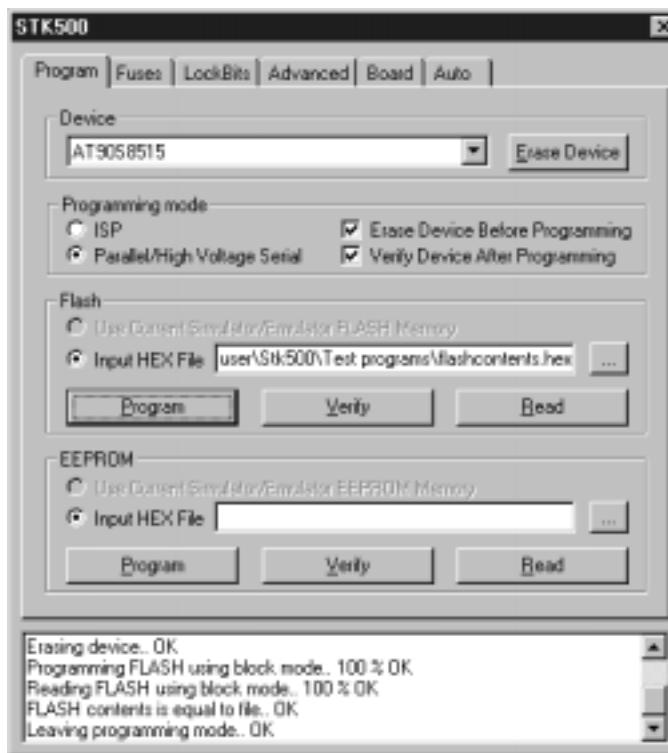 STK500
Program Fuses LockBits Advanced Board Auto
Device
AT90S8515 Erase Device
Programming mode
ISP Erase Device Before Programming
Parallel/High Voltage Serial Verify Device After Programming
Flash
Use Current Simulator/Emulator FLASH Memory
Input HEX File user\Stk500\Test programs\flashcontents.hex ...
Program Verify Read
EEPROM
Use Current Simulator/Emulator EEPROM Memory
Input HEX File ...
Program Verify Read
Erasing device.. OK
Programming FLASH using block mode.. 100 % OK
Reading FLASH using block mode.. 100 % OK
FLASH contents is equal to file.. OK
Leaving programming mode.. OK